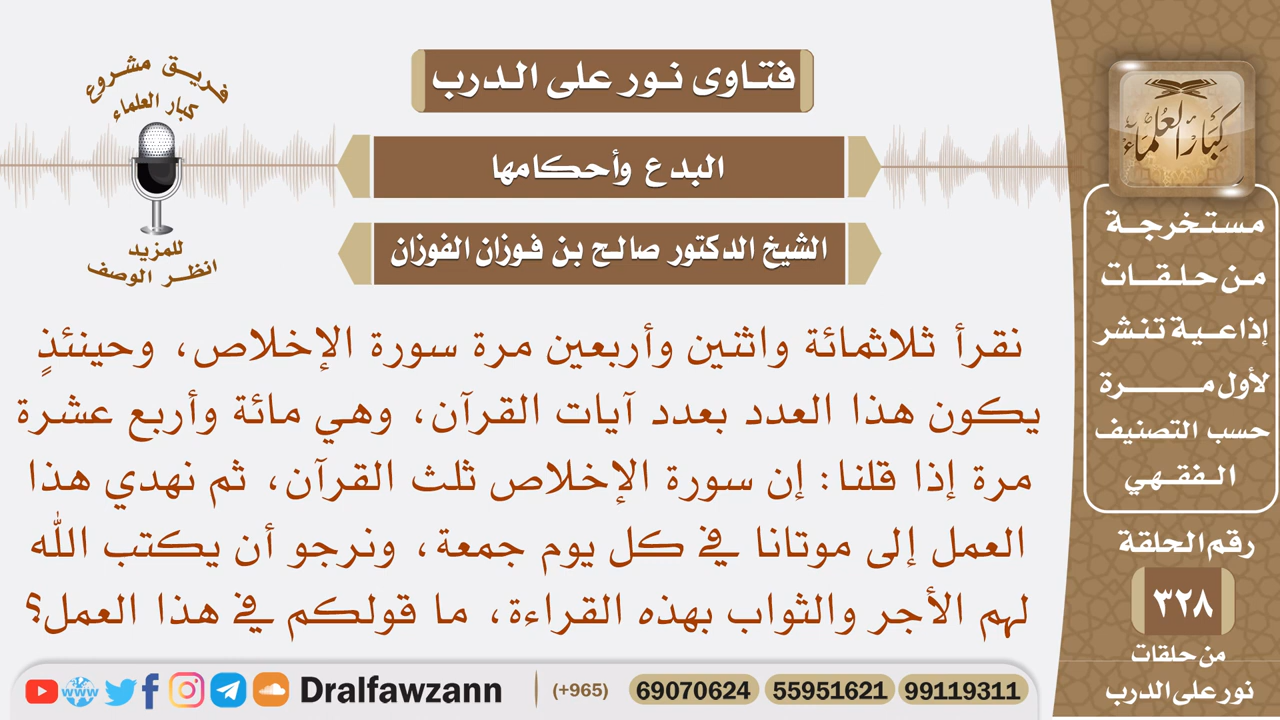 فتاوى نور على الدرب
البدع وأحكامها
الشيخ الدكتور صالح بن فوزان الفوزان
فريق مشروع
كبار العلماء
للمزيد
انظر الوصف
نقرأ ثلاثمائة واثنين وأربعين مرة سورة الإخلاص، وحينئذٍ
يكون هذا العدد بعدد آيات القرآن، وهي مائة وأربع عشرة
مرة إذا قلنا: إن سورة الإخلاص ثلث القرآن، ثم نهدي هذا
العمل إلى موتانا في كل يوم جمعة، ونرجو أن يكتب الله
لهم الأجر والثواب بهذه القراءة، ما قولكم في هذا العمل؟
كبار العلماء
مستخرجة
من حلقات
إذاعية تنشر
لأول مرة
حسب التصنيف
الفقهي
رقم الحلقة
٣٢٨
من حلقات
نور على الدرب
www Dralfawzann (+965) 69070624 55951621 99119311